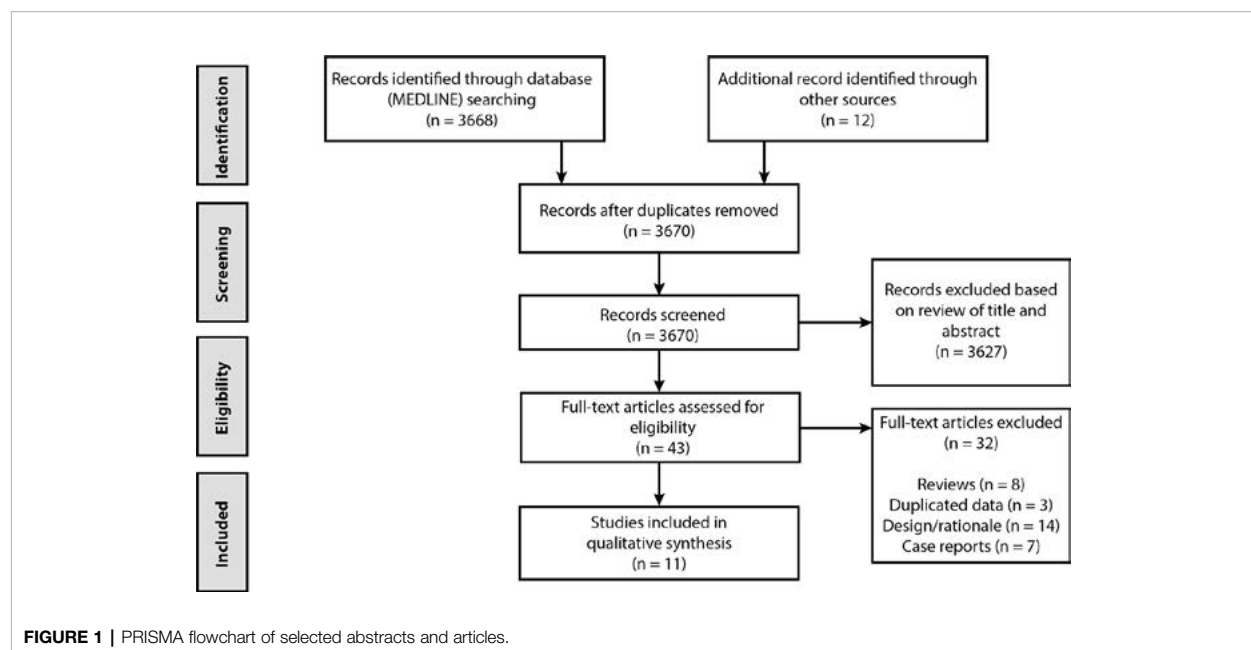 Identification
Records identified through database
(MEDLINE) searching
(n = 3668)
Additional record identified through
other sources
(n = 12)
Records after duplicates removed
(n = 3670)
Screening
Records screened
(n = 3670)
Records excluded based
on review of title and
abstract
(n = 3627)
Eligibility
Full-text articles assessed for
eligibility
(n = 43)
Full-text articles excluded
(n = 32)
Reviews (n = 8)
Duplicated data (n = 3)
Design/rationale (n = 14)
Case reports (n = 7)
Included
Studies included in
qualitative synthesis
(n = 11)
FIGURE 1 | PRISMA flowchart of selected abstracts and articles.